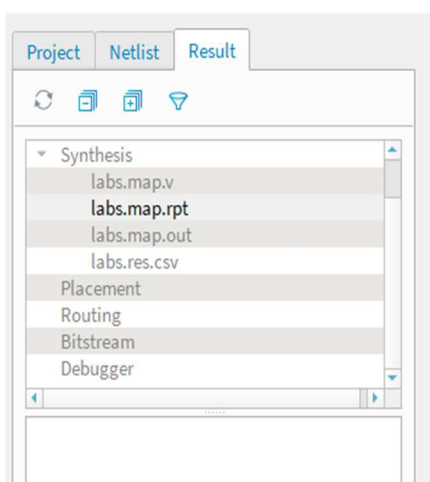 Project Netlist Result
Synthesis
labs.map.v
labs.map.rpt
labs.map.out
labs.res.csv
Placement
Routing
Bitstream
Debugger